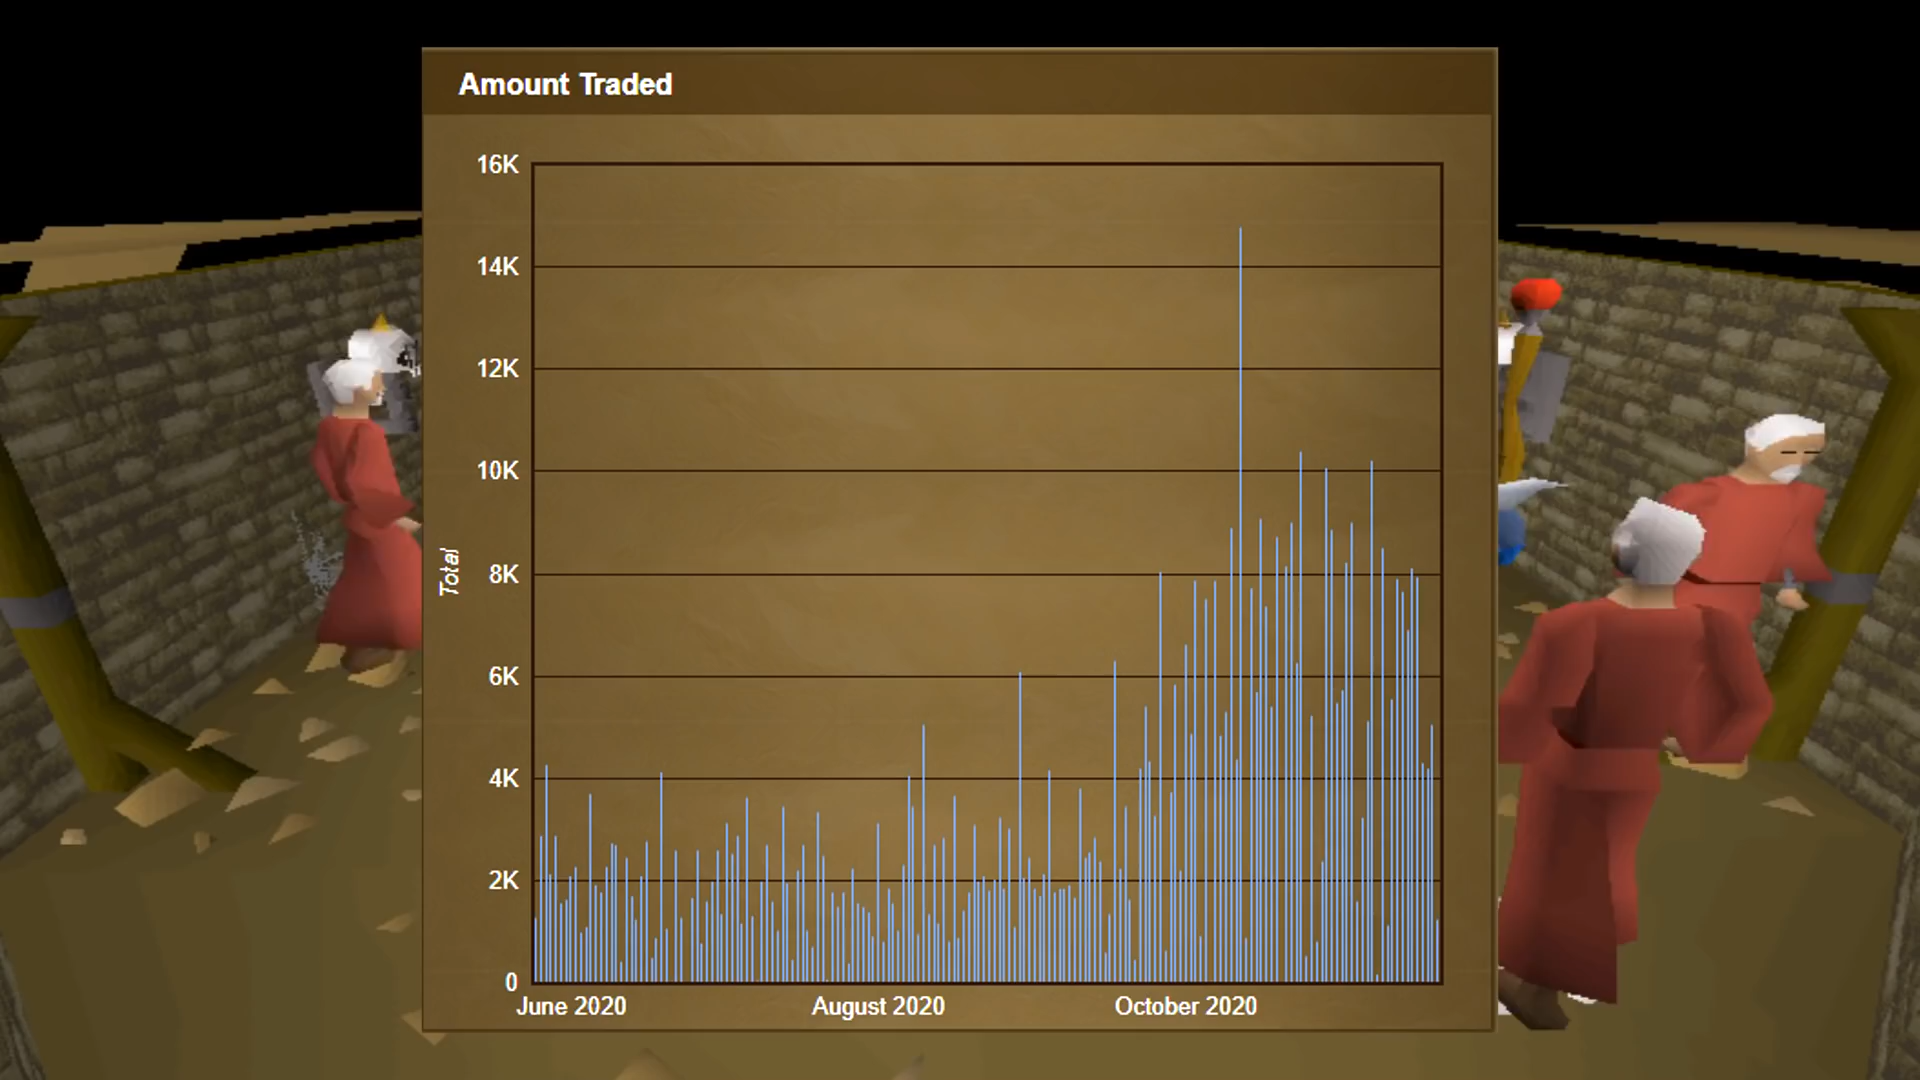 Amount Traded
16K
14K
12K
10K
8K
6K
4K
2K
0
Total
June 2020
August 2020
October 2020